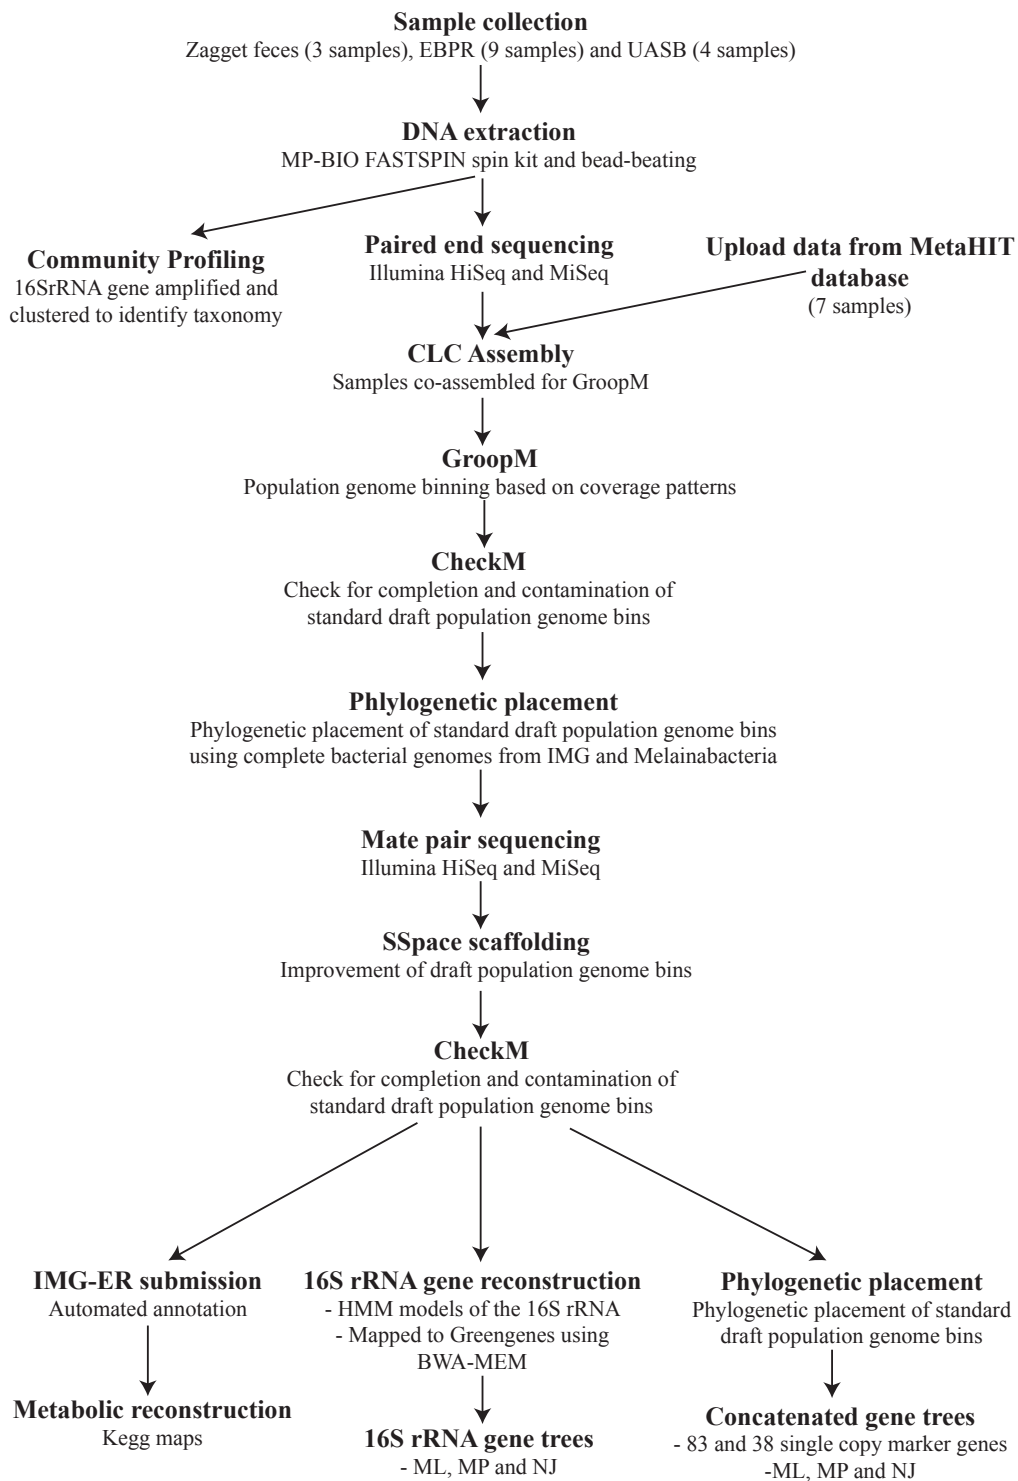 Sample collection
Zagget feces (3 samples), EBPR (9 samples) and UASB (4 samples)
DNA extraction
MP-BIO FASTSPIN spin kit and bead-beating
Community Profiling
16SrRNA gene amplified and
clustered to identify taxonomy
Paired end sequencing
Illumina HiSeq and MiSeq
Upload data from MetaHIT
database
(7 samples)
CLC Assembly
Samples co-assembled for GroopM
GroopM
Population genome binning based on coverage patterns
CheckM
Check for completion and contamination of
standard draft population genome bins
Phlylogenetic placement
Phylogenetic placement of standard draft population genome bins
using complete bacterial genomes from IMG and Melainabacteria
Mate pair sequencing
Illumina HiSeq and MiSeq
SSpace scaffolding
Improvement of draft population genome bins
CheckM
Check for completion and contamination of
standard draft population genome bins
IMG-ER submission
Automated annotation
Metabolic reconstruction
Kegg maps
16S rRNA gene reconstruction
- HMM models of the 16S rRNA
- Mapped to Greengenes using
BWA-MEM
16S rRNA gene trees
- ML, MP and NJ
Phylogenetic placement
Phylogenetic placement of standard
draft population genome bins
Concatenated gene trees
- 83 and 38 single copy marker genes
-ML, MP and NJ